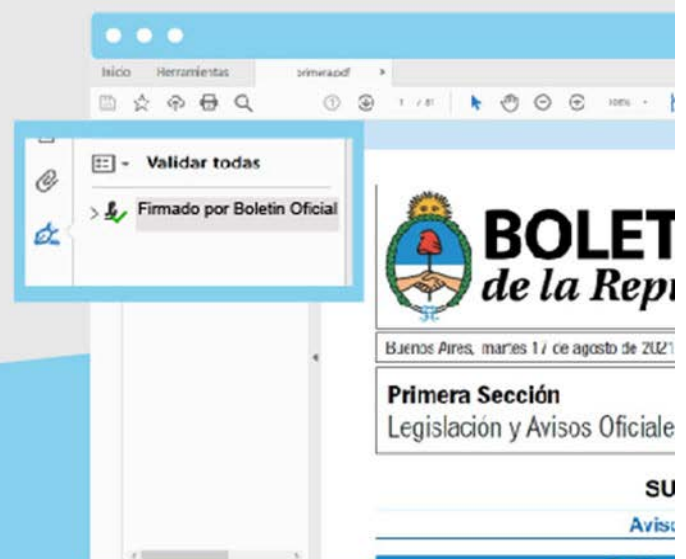 Inicio Herramientas primera.pdf
1 / 81 106%
Validar todas
Firmado por Boletin Oficial
BOLET
de la Repu
Buenos Aires, martes 17 de agosto de 2021
Primera Sección
Legislación y Avisos Oficiale
SU
Aviso